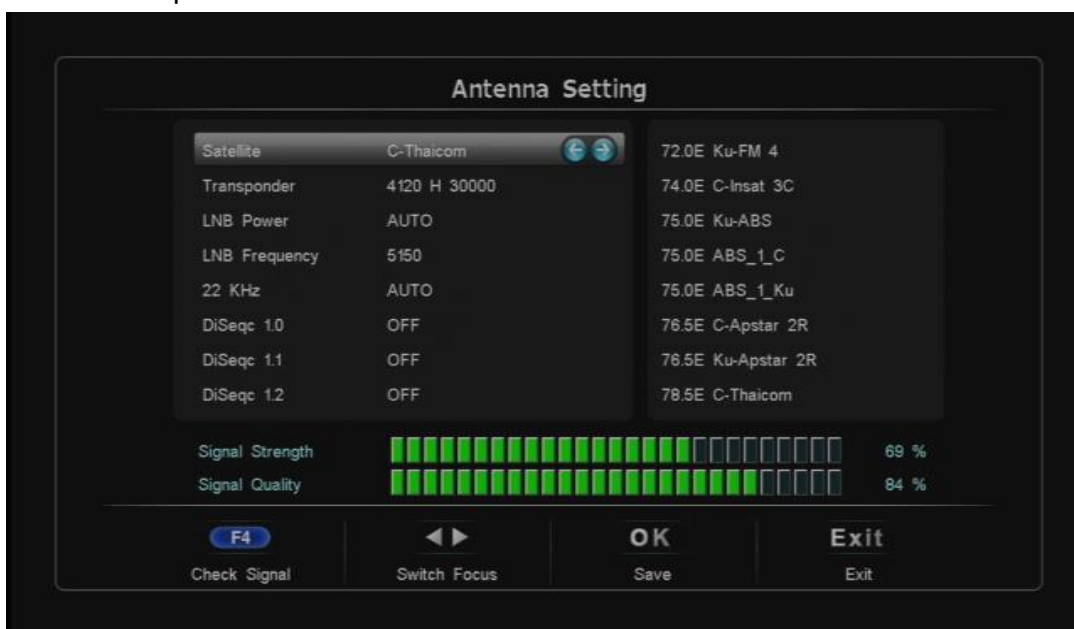 Antenna Setting
Satellite C-Thaicom
Transponder 4120 H 30000
LNB Power AUTO
LNB Frequency 5150
22 KHz AUTO
DiSeqc 1.0 OFF
DiSeqc 1.1 OFF
DiSeqc 1.2 OFF
72.0E Ku-FM 4
74.0E C-Insat 3C
75.0E Ku-ABS
75.0E ABS_1_C
75.0E ABS_1_Ku
76.5E C-Apstar 2R
76.5E Ku-Apstar 2R
78.5E C-Thaicom
Signal Strength 69 %
Signal Quality 84 %
F4 OK Exit
Check Signal Switch Focus Save Exit